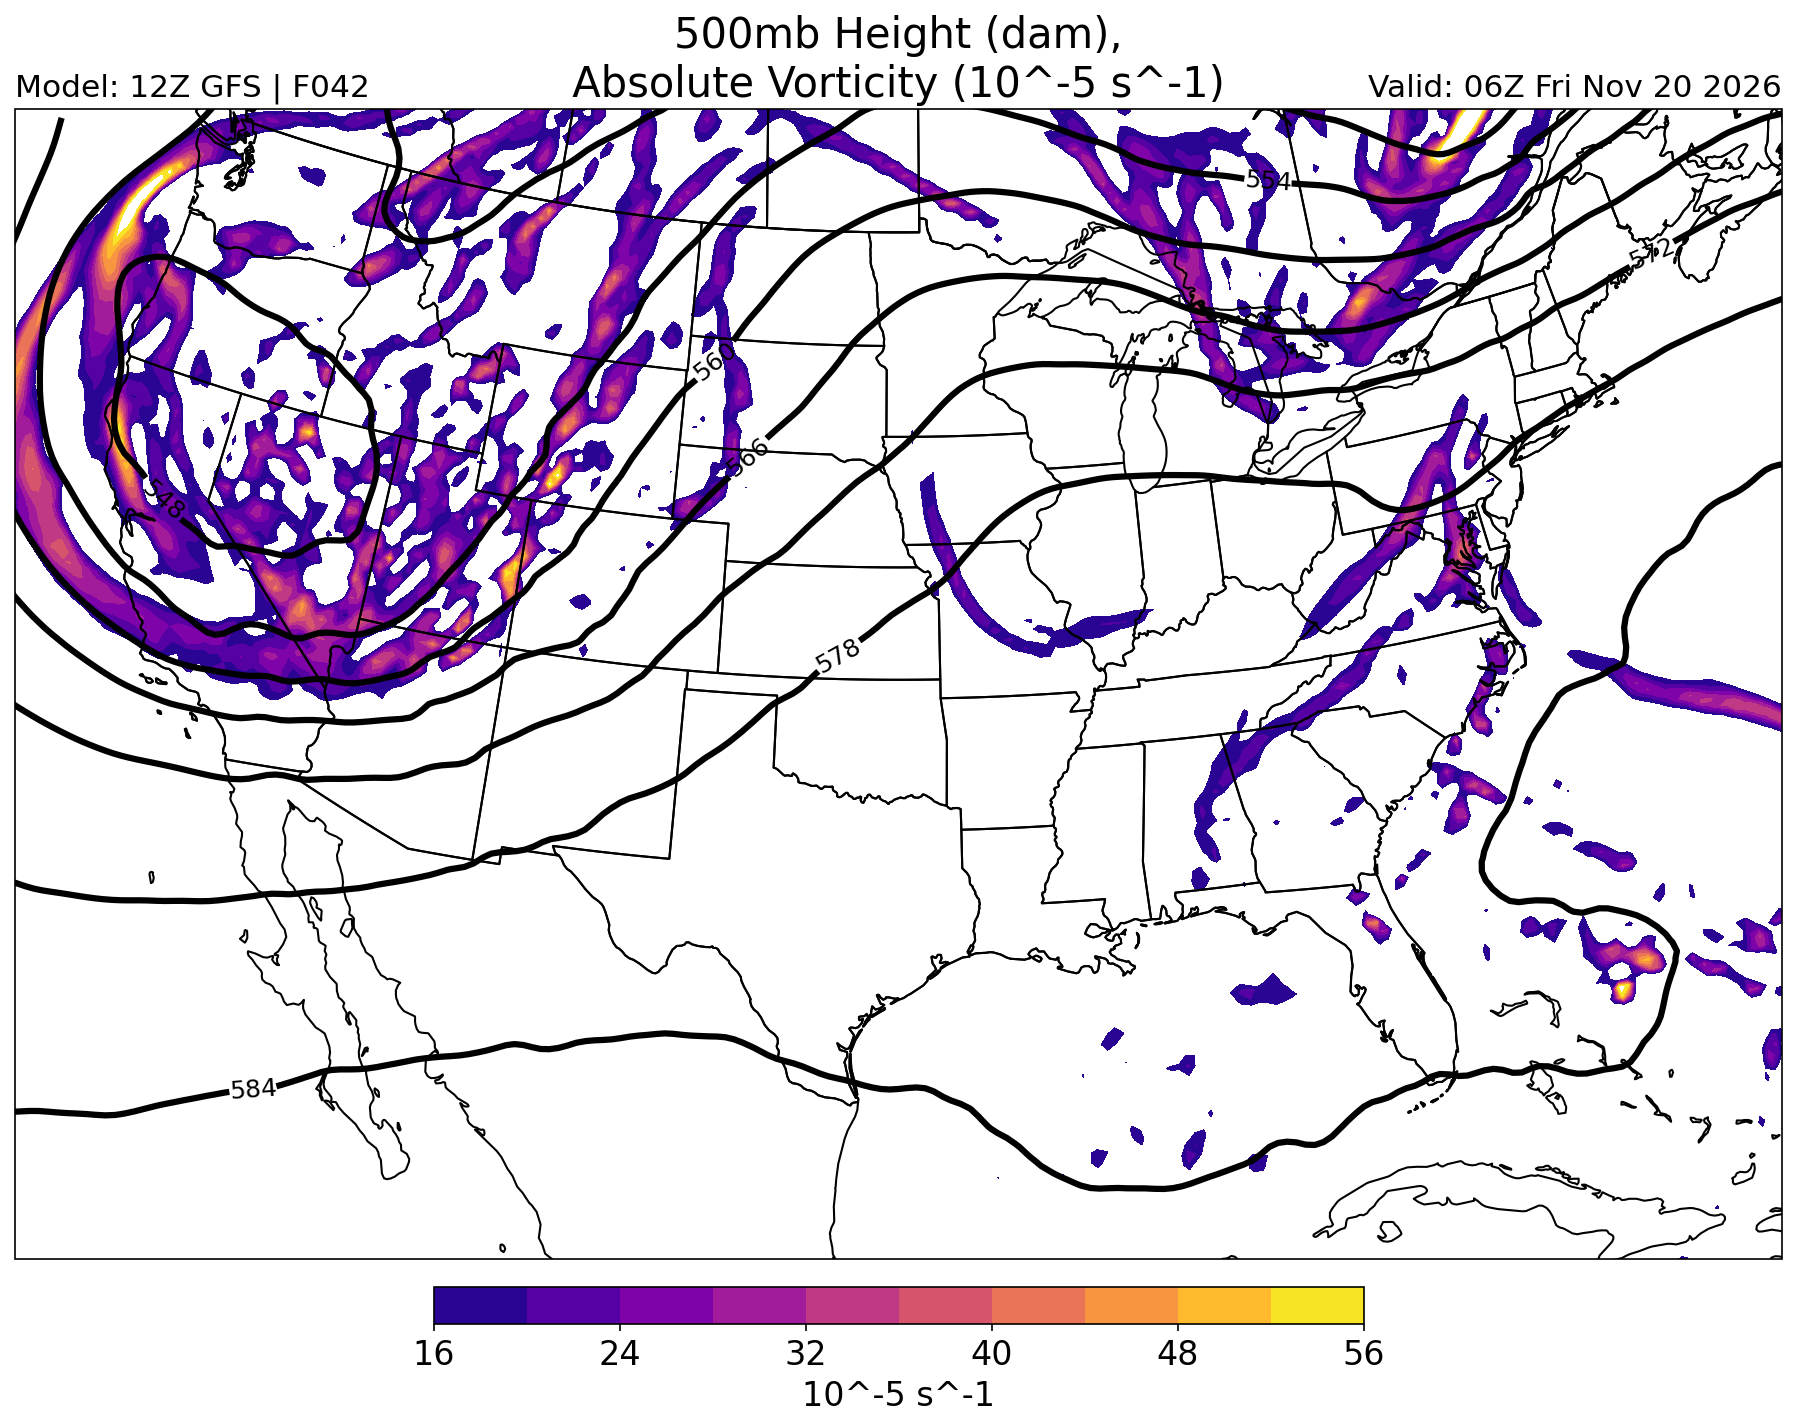 500mb Height (dam),
Model: 12Z GFS | F042
Absolute Vorticity (10^-5 s^-1)
Valid: 06Z Fri Nov 20 2026
554
572
560
566
548
578
584
16 24 32 40 48 56
10^-5 s^-1